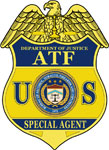 DEPARTMENT OF JUSTICE
ATF
U S
SPECIAL AGENT